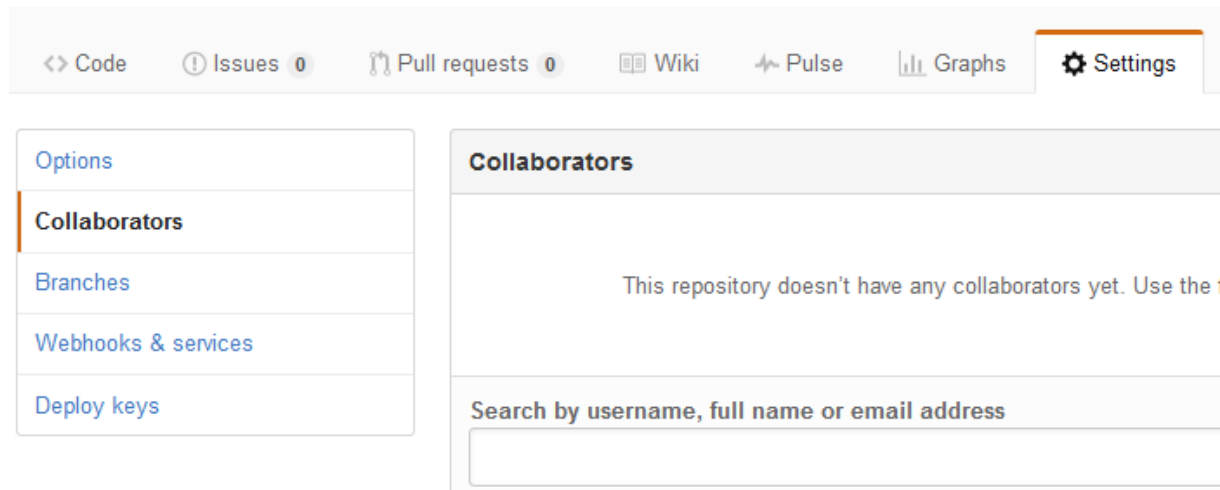 Code Issues 0 Pull requests 0 Wiki Pulse Graphs Settings
Options
Collaborators
Branches
Webhooks & services
Deploy keys
Collaborators
This repository doesn't have any collaborators yet. Use the
Search by username, full name or email address